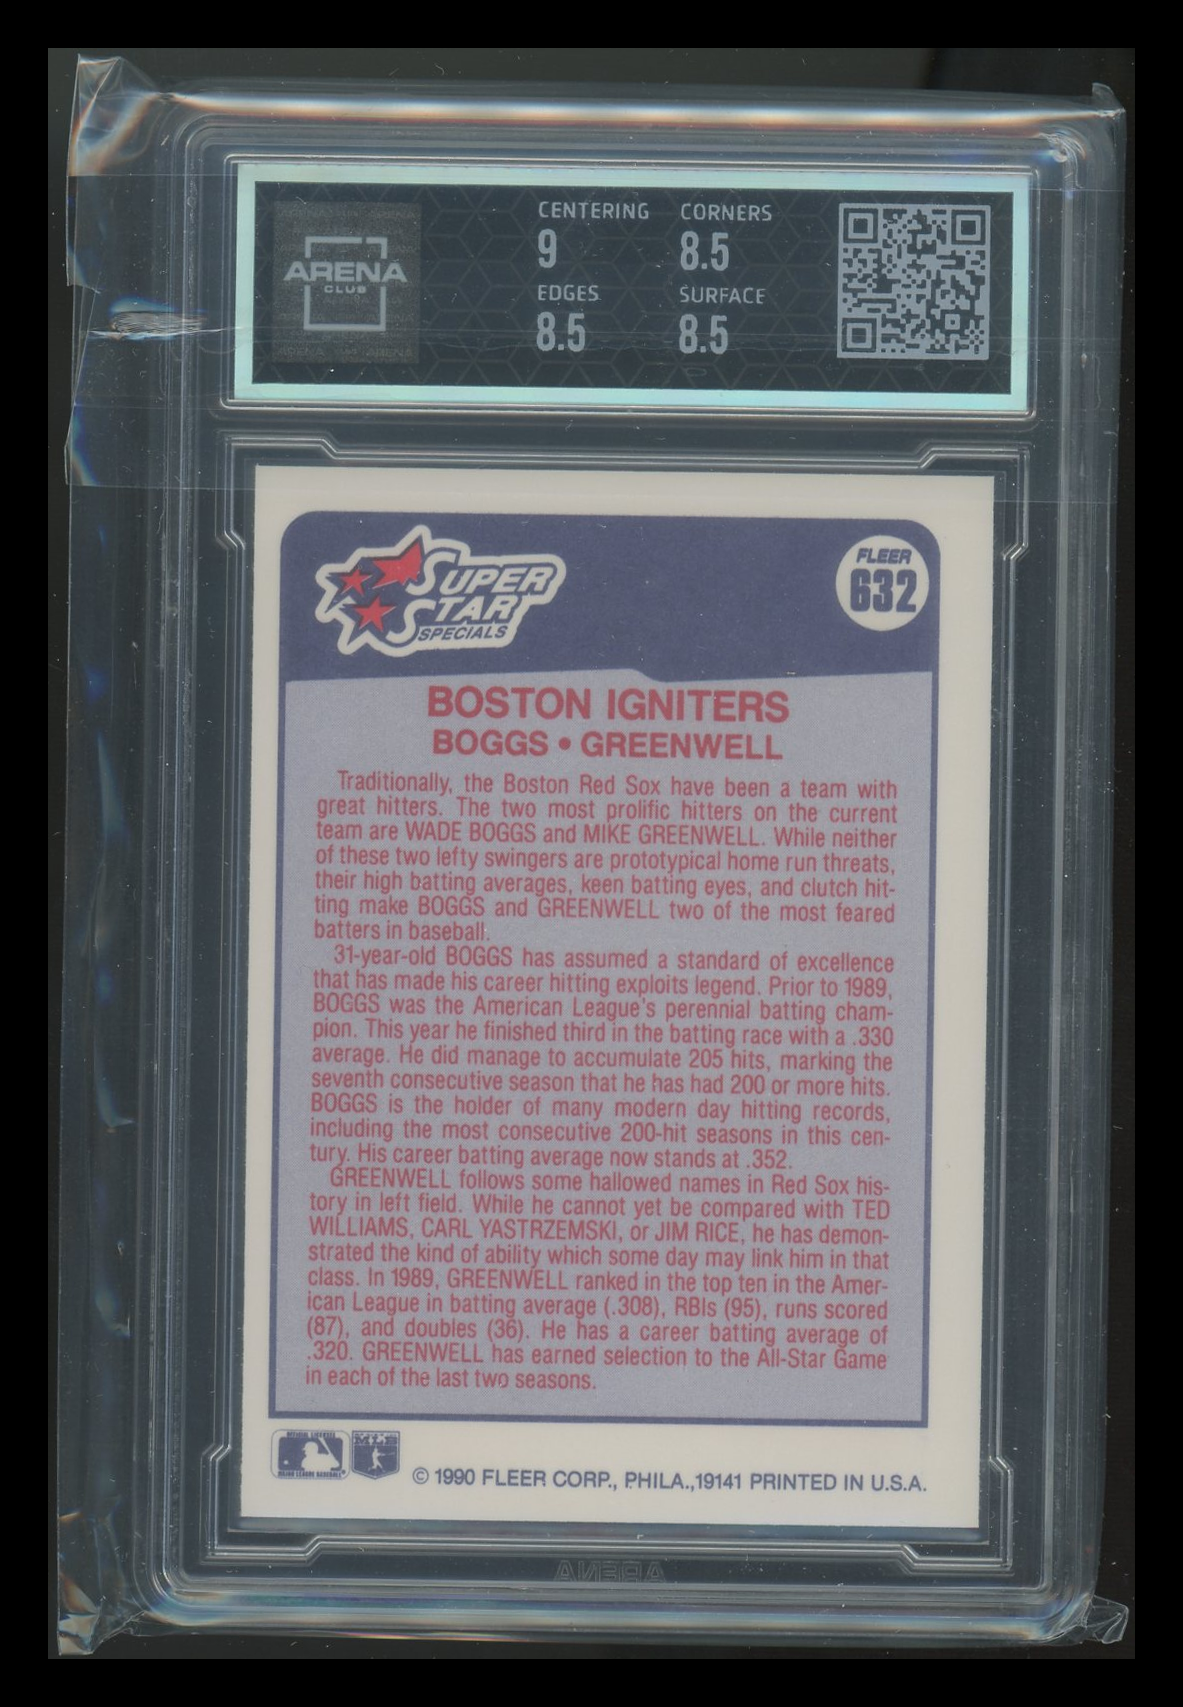 ARENA
CLUB
CENTERING
9
CORNERS
8.5
EDGES
8.5
SURFACE
8.5
SUPER
STAR
SPECIALS
FLEER
632
BOSTON IGNITERS
BOGGS • GREENWELL
Traditionally, the Boston Red Sox have been a team with
great hitters. The two most prolific hitters on the current
team are WADE BOGGS and MIKE GREENWELL. While neither
of these two lefty swingers are prototypical home run threats,
their high batting averages, keen batting eyes, and clutch hit-
ting make BOGGS and GREENWELL two of the most feared
batters in baseball.
31-year-old BOGGS has assumed a standard of excellence
that has made his career hitting exploits legend. Prior to 1989,
BOGGS was the American League's perennial batting cham-
pion. This year he finished third in the batting race with a .330
average. He did manage to accumulate 205 hits, marking the
seventh consecutive season that he has had 200 or more hits.
BOGGS is the holder of many modern day hitting records,
including the most consecutive 200-hit seasons in this cen-
tury. His career batting average now stands at .352.
GREENWELL follows some hallowed names in Red Sox his-
tory in left field. While he cannot yet be compared with TED
WILLIAMS, CARL YASTRZEMSKI, or JIM RICE, he has demon-
strated the kind of ability which some day may link him in that
class. In 1989, GREENWELL ranked in the top ten in the Amer-
ican League in batting average (.308), RBIs (95), runs scored
(87), and doubles (36). He has a career batting average of
.320. GREENWELL has earned selection to the All-Star Game
in each of the last two seasons.
© 1990 FLEER CORP., PHILA.,19141 PRINTED IN U.S.A.
ARENA